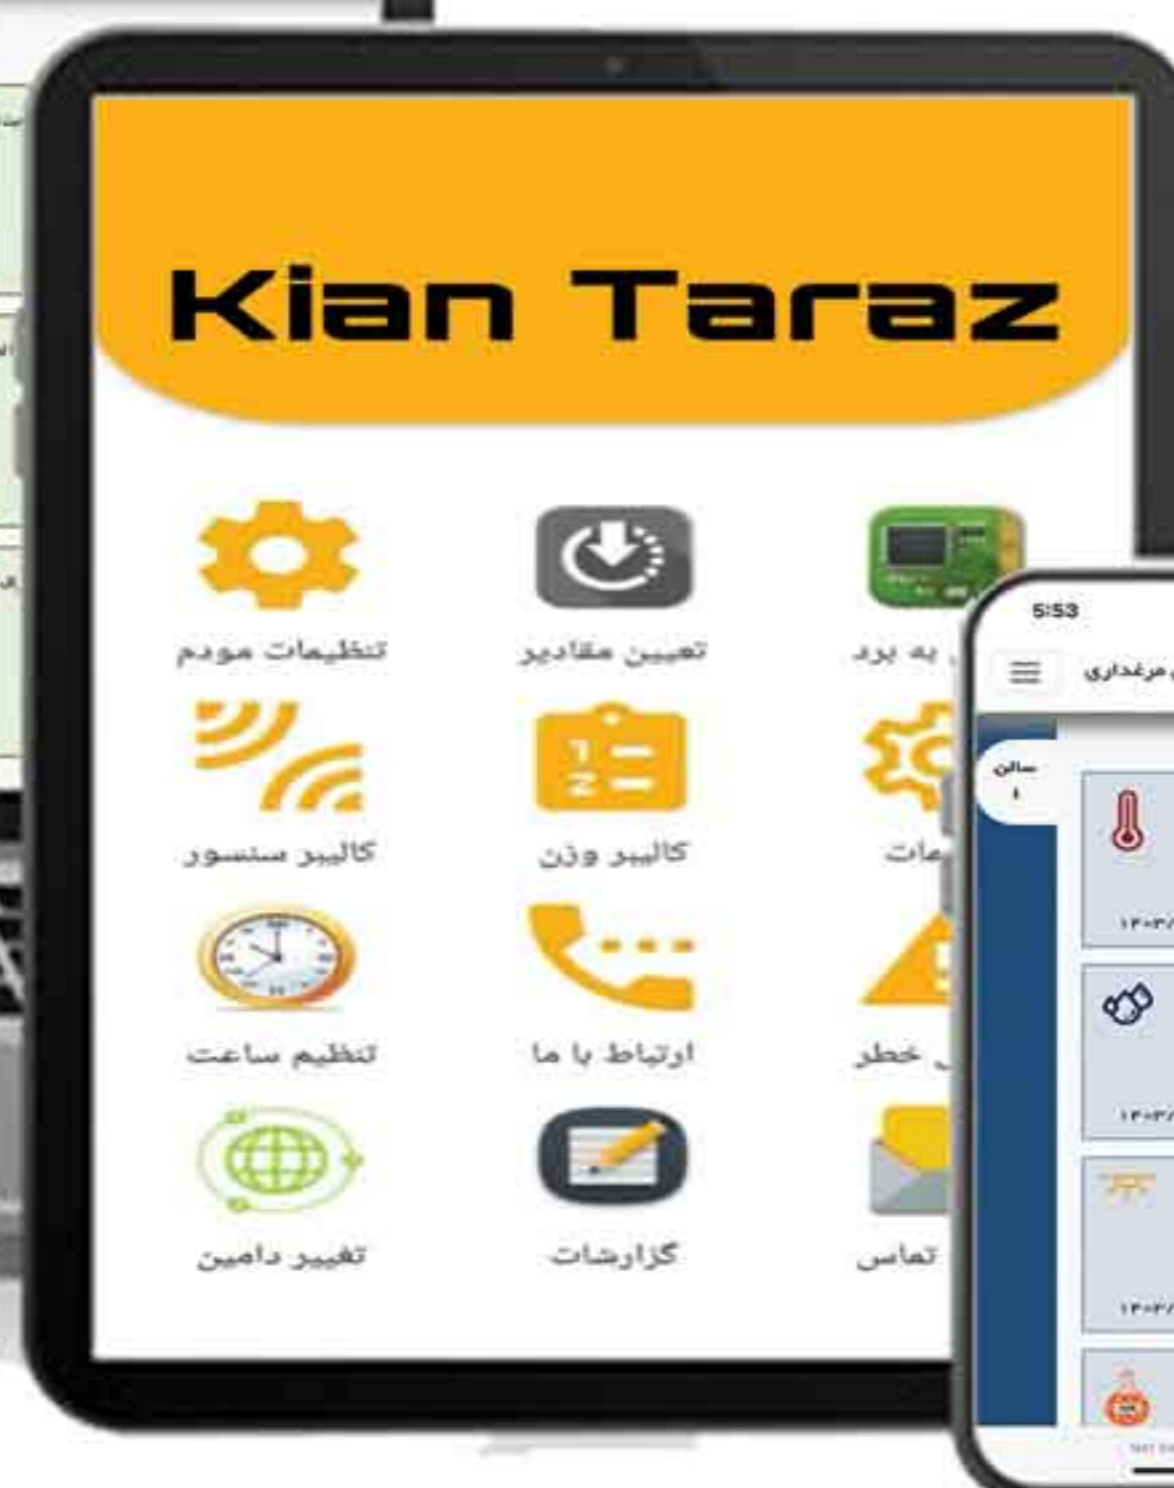 Kian Taraz
به برد
تعیین مقادیر
تنظیمات مودم
کالیبر وزن
کالیبر سنسور
خطر
ارتباط با ما
تنظیم ساعت
تماس
گزارشات
تغییر دامین
5:53
مرغداری
سالن
۱